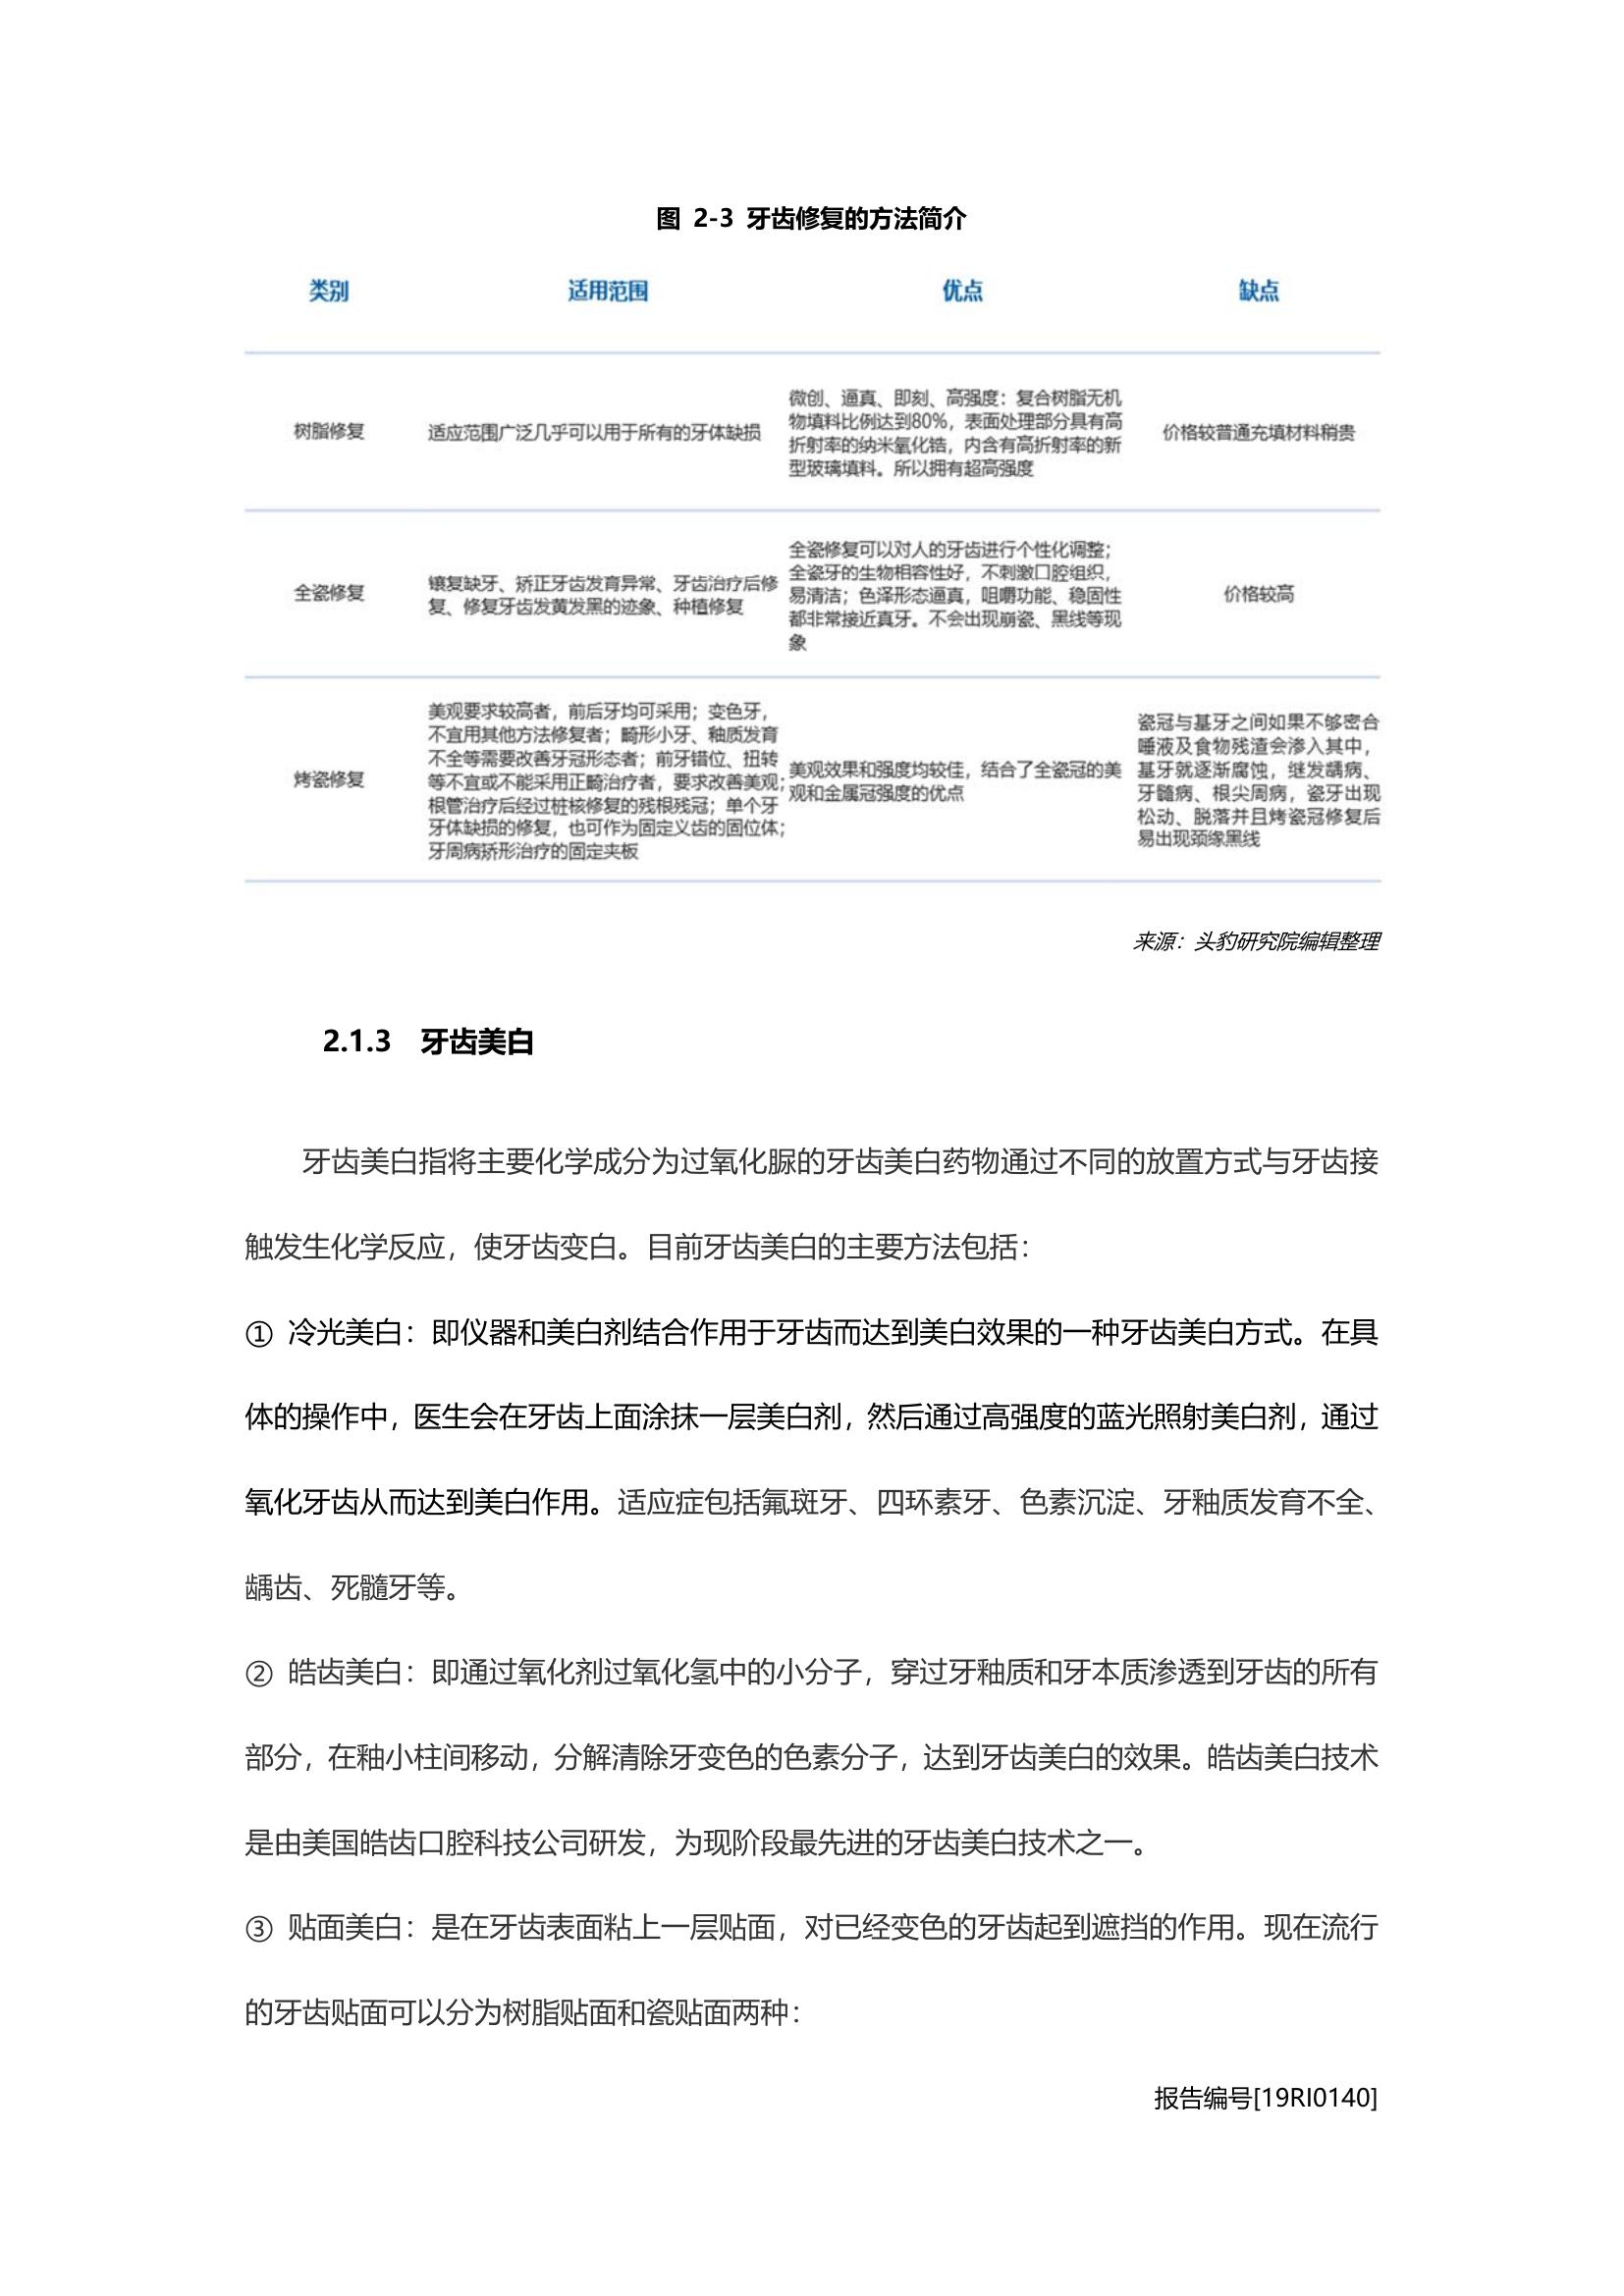 图 2-3 牙齿修复的方法简介
类别 适用范围 优点 缺点
树脂修复
适应范围广泛几乎可以用于所有的牙体缺损
微创、逼真、即刻、高强度：复合树脂无机
物填料比例达到80%，表面处理部分具有高
折射率的纳米氧化锆，内含有高折射率的新
型玻璃填料。所以拥有超高强度
价格较普通充填材料稍贵
全瓷修复
镶复缺牙、矫正牙齿发育异常、牙齿治疗后修
复、修复牙齿发黄发黑的迹象、种植修复
全瓷修复可以对人的牙齿进行个性化调整；
全瓷牙的生物相容性好，不刺激口腔组织，
易清洁；色泽形态逼真，咀嚼功能、稳固性
都非常接近真牙。不会出现崩瓷、黑线等现
象
价格较高
烤瓷修复
美观要求较高者，前后牙均可采用；变色牙，
不宜用其他方法修复者；畸形小牙、釉质发育
不全等需要改善牙冠形态者；前牙错位、扭转
等不宜或不能采用正畸治疗者，要求改善美观；
根管治疗后经过桩核修复的残根残冠；单个牙
牙体缺损的修复，也可作为固定义齿的固位体；
牙周病矫形治疗的固定夹板
美观效果和强度均较佳，结合了全瓷冠的美
观和金属冠强度的优点
瓷冠与基牙之间如果不够密合
唾液及食物残渣会渗入其中，
基牙就逐渐腐蚀，继发龋病、
牙髓病、根尖周病，瓷牙出现
松动、脱落并且烤瓷冠修复后
易出现颈缘黑线
来源：头豹研究院编辑整理
2.1.3 牙齿美白
牙齿美白指将主要化学成分为过氧化脲的牙齿美白药物通过不同的放置方式与牙齿接
触发生化学反应，使牙齿变白。目前牙齿美白的主要方法包括：
① 冷光美白：即仪器和美白剂结合作用于牙齿而达到美白效果的一种牙齿美白方式。在具
体的操作中，医生会在牙齿上面涂抹一层美白剂，然后通过高强度的蓝光照射美白剂，通过
氧化牙齿从而达到美白作用。适应症包括氟斑牙、四环素牙、色素沉淀、牙釉质发育不全、
龋齿、死髓牙等。
② 皓齿美白：即通过氧化剂过氧化氢中的小分子，穿过牙釉质和牙本质渗透到牙齿的所有
部分，在釉小柱间移动，分解清除牙变色的色素分子，达到牙齿美白的效果。皓齿美白技术
是由美国皓齿口腔科技公司研发，为现阶段最先进的牙齿美白技术之一。
③ 贴面美白：是在牙齿表面粘上一层贴面，对已经变色的牙齿起到遮挡的作用。现在流行
的牙齿贴面可以分为树脂贴面和瓷贴面两种：
报告编号[19RI0140]